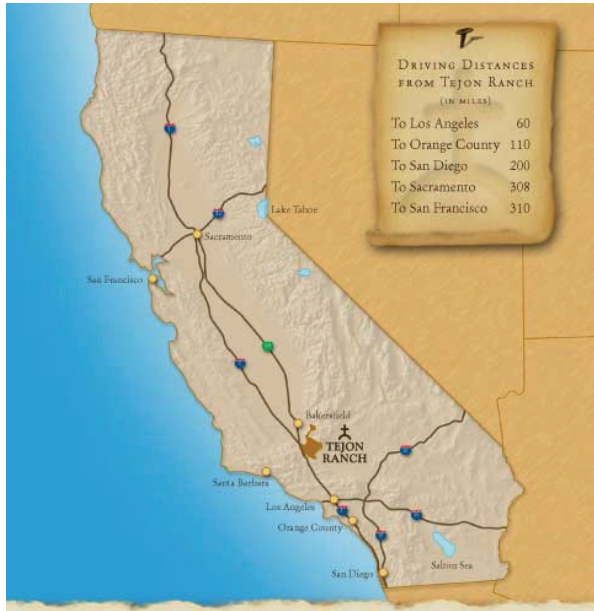 DRIVING DISTANCES
FROM TEJON RANCH
(IN MILES)
To Los Angeles 60
To Orange County 110
To San Diego 200
To Sacramento 308
To San Francisco 310
Lake Tahoe
Sacramento
San Francisco
Bakersfield
TEJON
RANCH
Santa Barbara
Los Angeles
Orange County
San Diego
Salton Sea